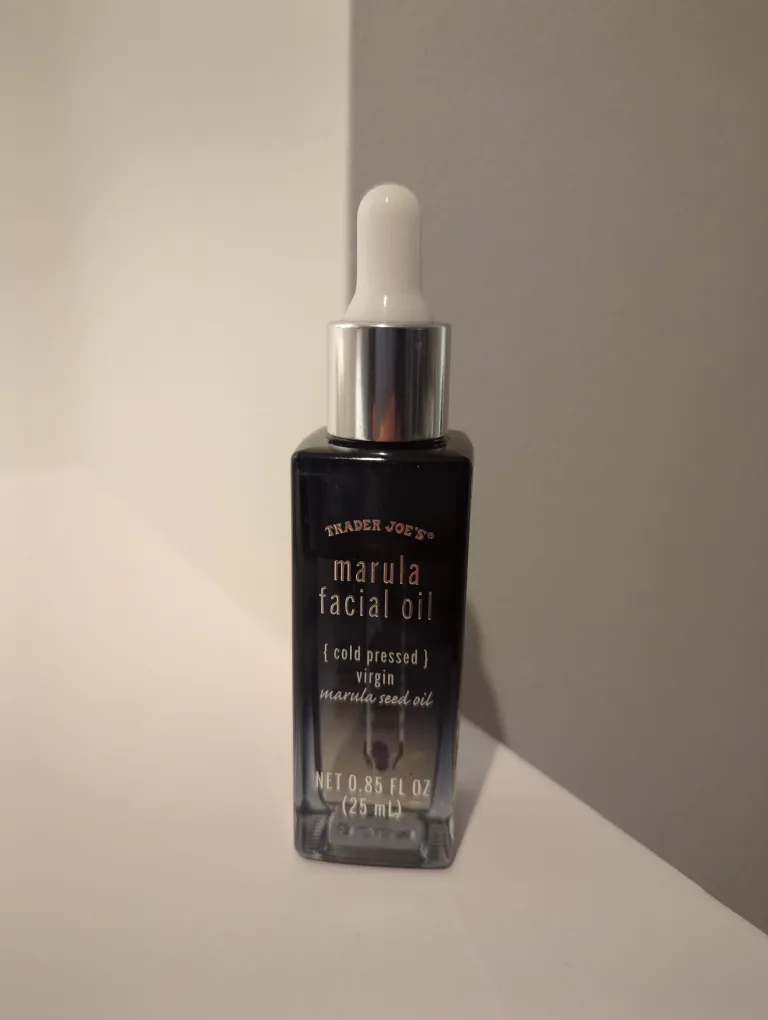 TRADER JOE'S®
marula
facial oil
{ cold pressed }
virgin
marula seed oil
NET 0.85 FL OZ
(25 mL)